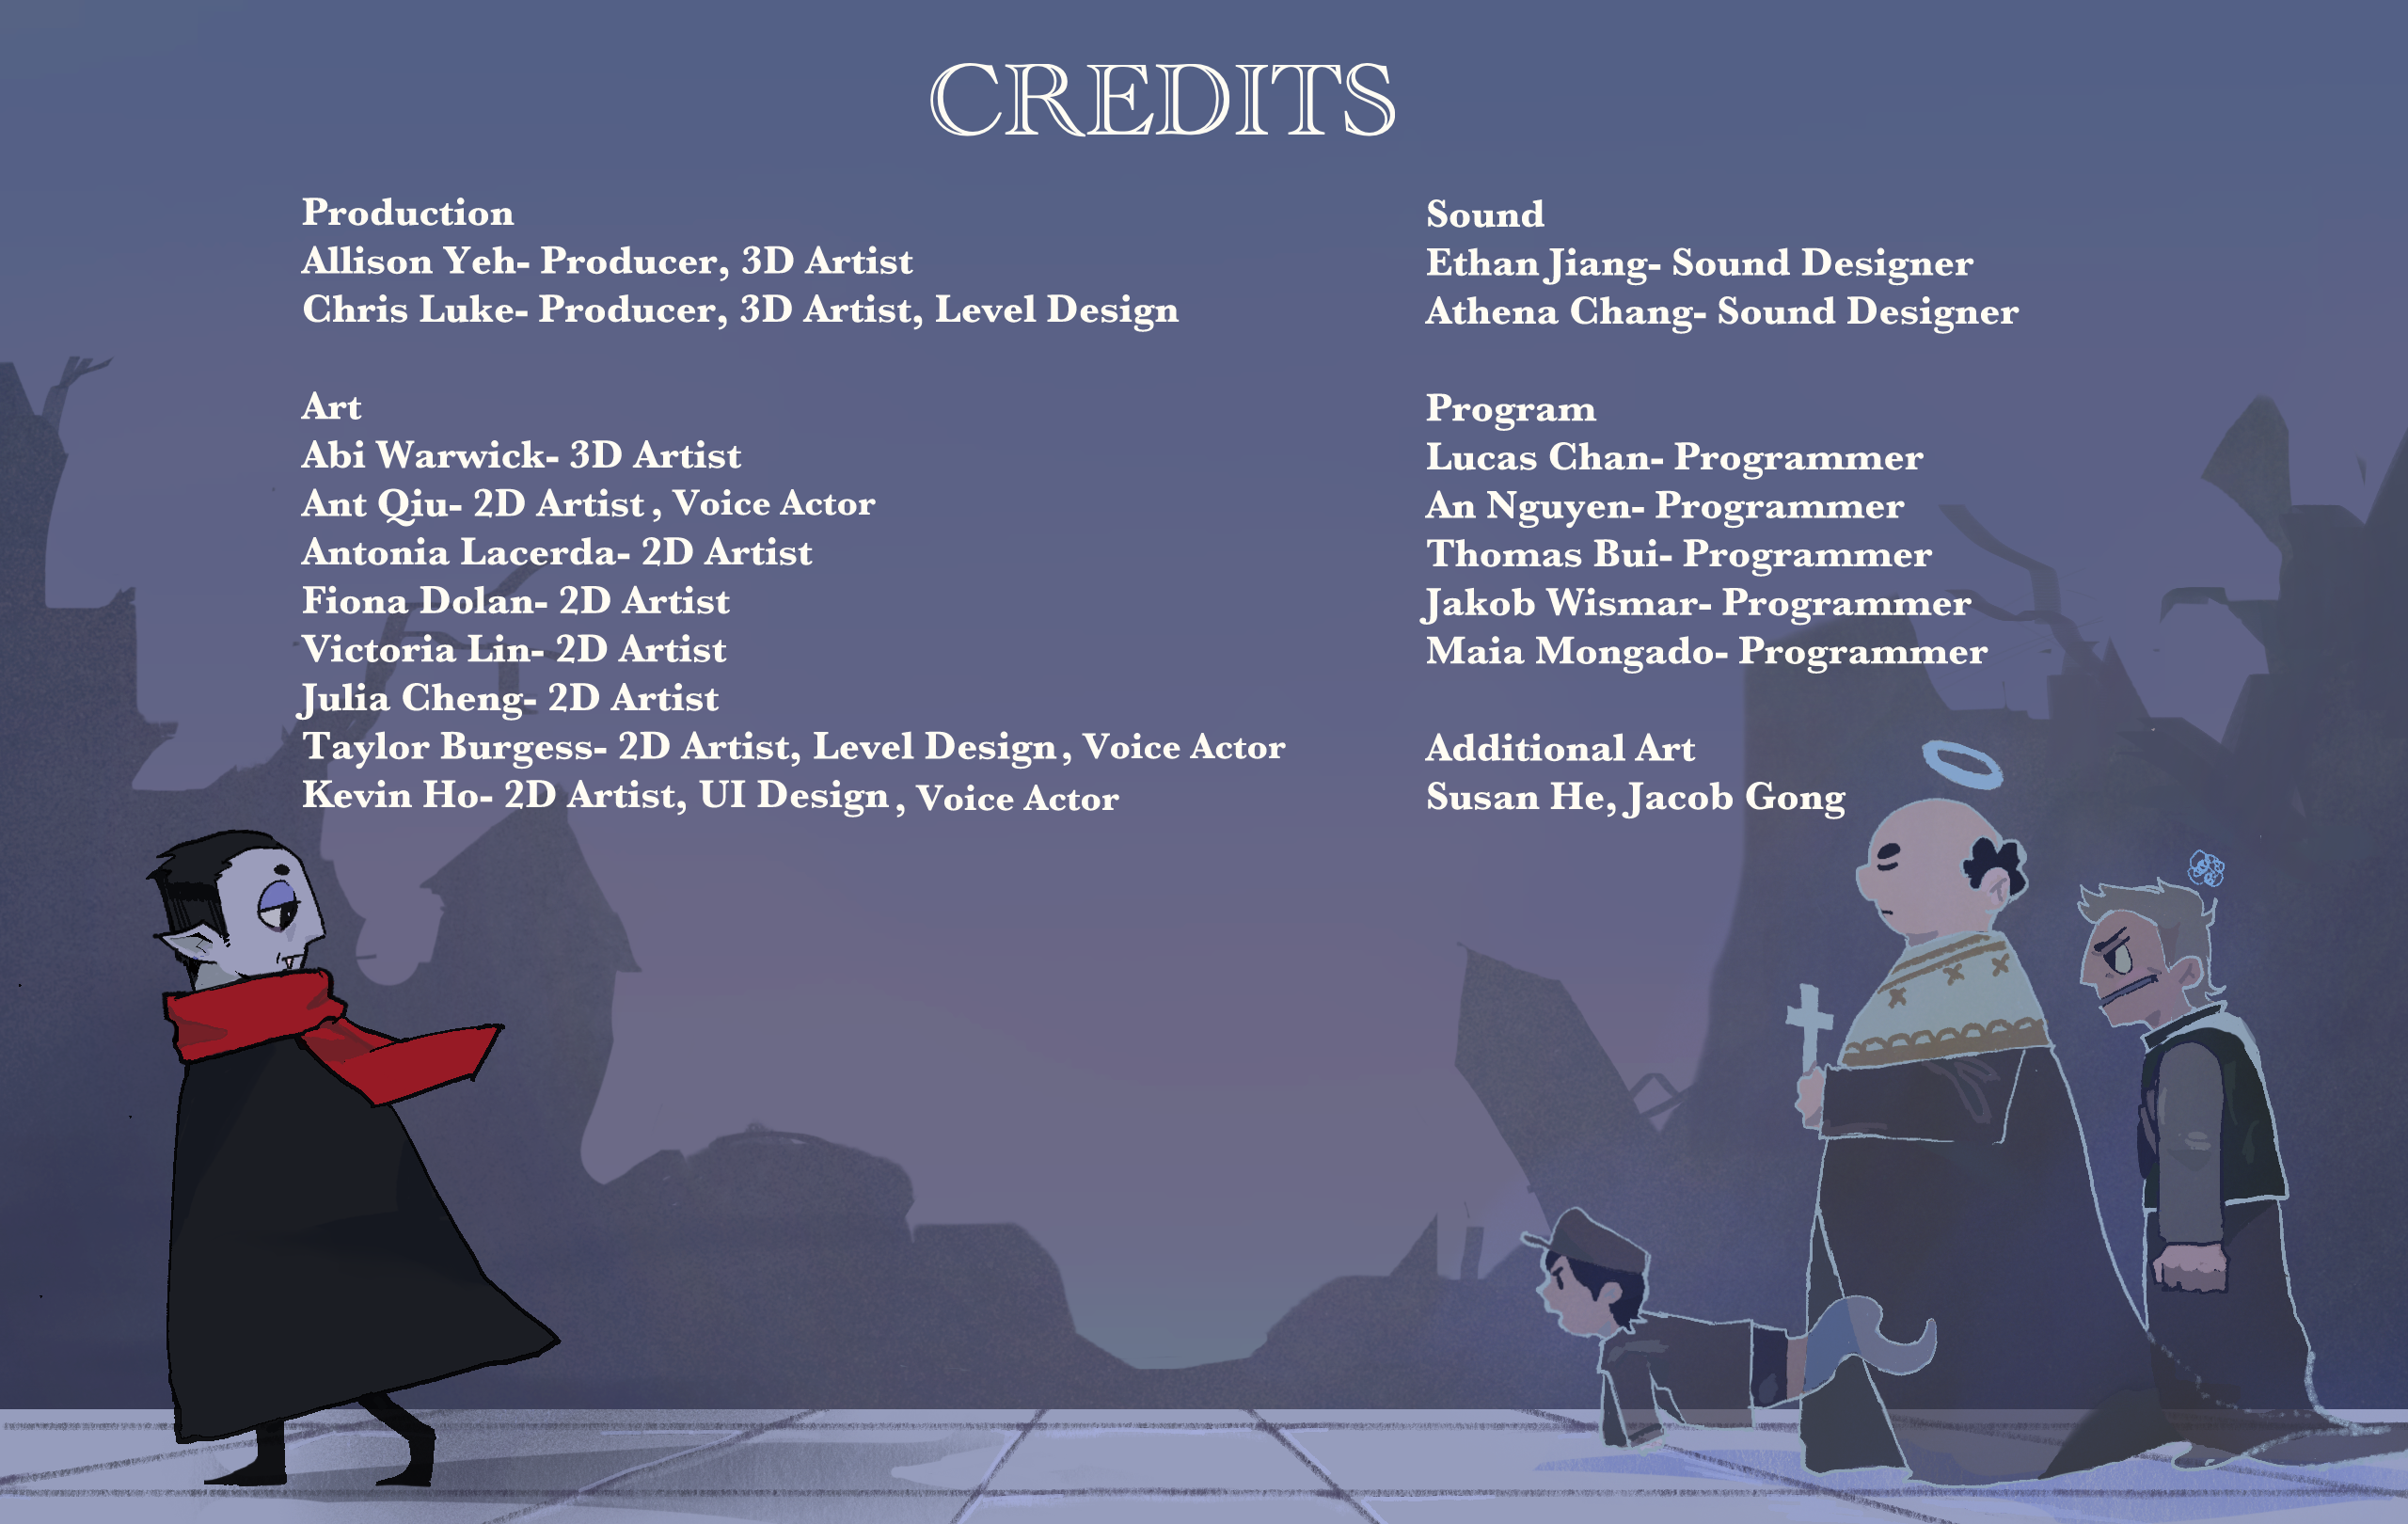 CREDITS
Production
Allison Yeh- Producer, 3D Artist
Chris Luke- Producer, 3D Artist, Level Design
Art
Abi Warwick- 3D Artist
Ant Qiu- 2D Artist, Voice Actor
Antonia Lacerda- 2D Artist
Fiona Dolan- 2D Artist
Victoria Lin- 2D Artist
Julia Cheng- 2D Artist
Taylor Burgess- 2D Artist, Level Design, Voice Actor
Kevin Ho- 2D Artist, UI Design, Voice Actor
Sound
Ethan Jiang- Sound Designer
Athena Chang- Sound Designer
Program
Lucas Chan- Programmer
An Nguyen- Programmer
Thomas Bui- Programmer
Jakob Wismar- Programmer
Maia Mongado- Programmer
Additional Art
Susan He, Jacob Gong